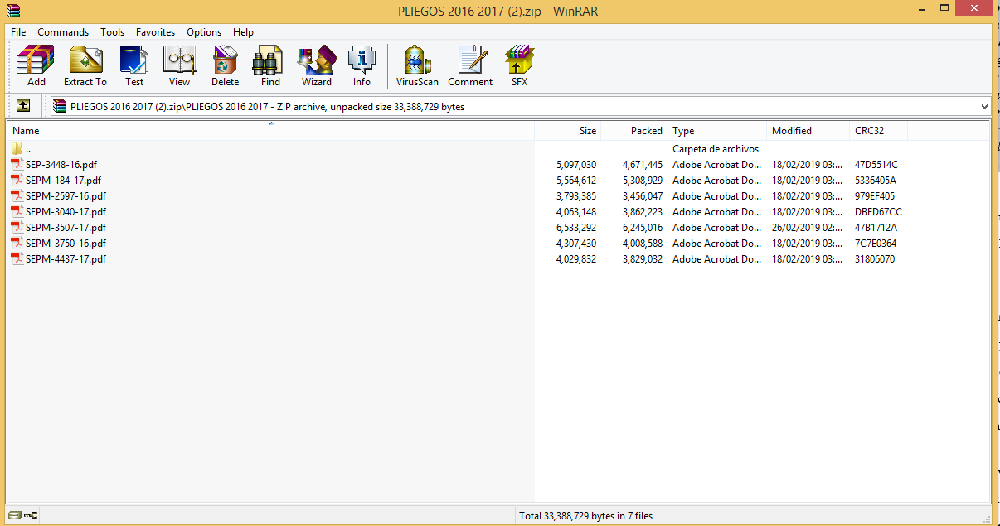 PLIEGOS 2016 2017 (2).zip - WinRAR
File Commands Tools Favorites Options Help
Add Extract To Test View Delete Find Wizard Info VirusScan Comment SFX
PLIEGOS 2016 2017 (2).zip\PLIEGOS 2016 2017 - ZIP archive, unpacked size 33,388,729 bytes
Name Size Packed Type Modified CRC32
.. Carpeta de archivos
SEP-3448-16.pdf 5,097,030 4,671,445 Adobe Acrobat Do... 18/02/2019 03:... 47D5514C
SEPM-184-17.pdf 5,564,612 5,308,929 Adobe Acrobat Do... 18/02/2019 03:... 5336405A
SEPM-2597-16.pdf 3,793,385 3,456,047 Adobe Acrobat Do... 18/02/2019 03:... 979EF405
SEPM-3040-17.pdf 4,063,148 3,862,223 Adobe Acrobat Do... 18/02/2019 03:... DBFD67CC
SEPM-3507-17.pdf 6,533,292 6,245,016 Adobe Acrobat Do... 26/02/2019 02:... 47B1712A
SEPM-3750-16.pdf 4,307,430 4,008,588 Adobe Acrobat Do... 18/02/2019 03:... 7C7E0364
SEPM-4437-17.pdf 4,029,832 3,829,032 Adobe Acrobat Do... 18/02/2019 03:... 31806070
Total 33,388,729 bytes in 7 files